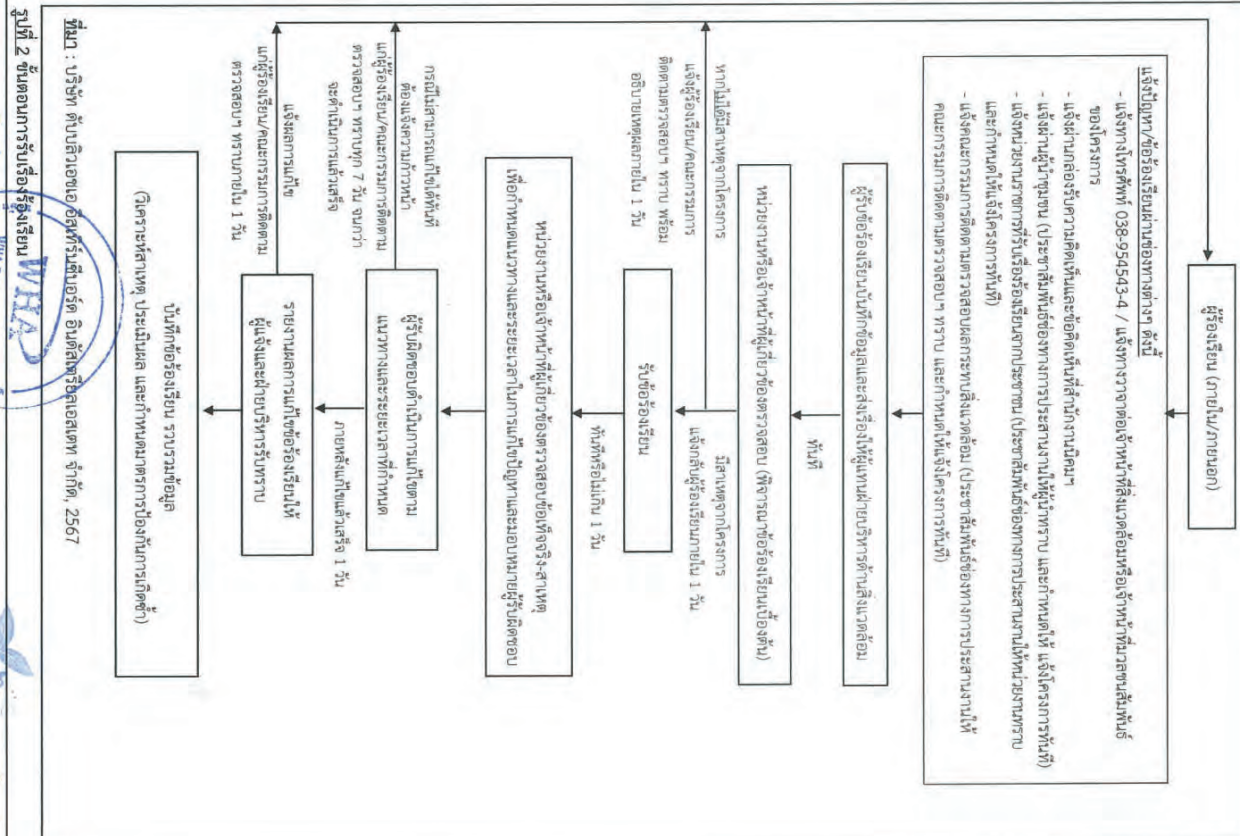 ผู้ร้องเรียน (ภายใน/ภายนอก)
แจ้งปัญหา/ข้อร้องเรียนผ่านช่องทางต่างๆ ดังนี้
- แจ้งทางโทรศัพท์ 038-954543-4 / แจ้งทางวาจาต่อเจ้าหน้าที่สิ่งแวดล้อมหรือเจ้าหน้าที่มวลชนสัมพันธ์
ของโครงการ
- แจ้งผ่านกล่องรับความคิดเห็นและข้อคิดเห็นที่สำนักงานนิคมฯ
- แจ้งผ่านผู้นำชุมชน (ประชาสัมพันธ์ช่องทางการประสานงานให้ผู้นำทราบ และกำหนดให้ แจ้งโครงการทันที)
- แจ้งหน่วยงานราชการที่รับเรื่องร้องเรียนจากประชาชน (ประชาสัมพันธ์ช่องทางการประสานงานให้หน่วยงานทราบ
และกำหนดให้แจ้งโครงการทันที)
- แจ้งคณะกรรมการติดตามตรวจสอบผลกระทบสิ่งแวดล้อม (ประชาสัมพันธ์ช่องทางการประสานงานให้
คณะกรรมการติดตามตรวจสอบฯ ทราบ และกำหนดให้แจ้งโครงการทันที)
ผู้รับข้อร้องเรียนบันทึกข้อมูลและส่งเรื่องให้ผู้แทนฝ่ายบริหารด้านสิ่งแวดล้อม
ทันที
หน่วยงานหรือเจ้าหน้าที่ผู้เกี่ยวข้องตรวจสอบ (พิจารณาข้อร้องเรียนเบื้องต้น)
หากไม่ได้มีสาเหตุจากโครงการ
แจ้งผู้ร้องเรียน/คณะกรรมการ
ติดตามตรวจสอบฯ ทราบ พร้อม
อธิบายเหตุผลภายใน 1 วัน
มีสาเหตุจากโครงการ
แจ้งกลับผู้ร้องเรียนภายใน 1 วัน
รับข้อร้องเรียน
ทันทีหรือไม่เกิน 1 วัน
หน่วยงานหรือเจ้าหน้าที่ผู้เกี่ยวข้องตรวจสอบข้อเท็จจริง-สาเหตุ
เพื่อกำหนดแนวทางและระยะเวลาในการแก้ไขปัญหาและมอบหมายผู้รับผิดชอบ
กรณีไม่สามารถแก้ไขได้ทันที
ต้องแจ้งความก้าวหน้า
แก่ผู้ร้องเรียน/คณะกรรมการติดตาม
ตรวจสอบฯ ทราบทุก 7 วัน จนกว่า
จะดำเนินการแล้วเสร็จ
ผู้รับผิดชอบดำเนินการแก้ไขตาม
แนวทางและระยะเวลาที่กำหนด
ภายหลังแก้ไขแล้วเสร็จ 1 วัน
แจ้งผลการแก้ไข
แก่ผู้ร้องเรียน/คณะกรรมการติดตาม
ตรวจสอบฯ ทราบภายใน 1 วัน
รายงานผลการแก้ไขข้อร้องเรียนให้
ผู้แจ้งและฝ่ายบริหารรับทราบ
บันทึกข้อร้องเรียน รวบรวมข้อมูล
(วิเคราะห์สาเหตุ ประเมินผล และกำหนดมาตรการป้องกันการเกิดซ้ำ)
ที่มา : บริษัท ดับบลิวเอชเอ อีสเทิร์นซีบอร์ด อินดัสเตรียลเอสเตท จำกัด, 2567
รูปที่ 2 ขั้นตอนการรับเรื่องร้องเรียน
WHA